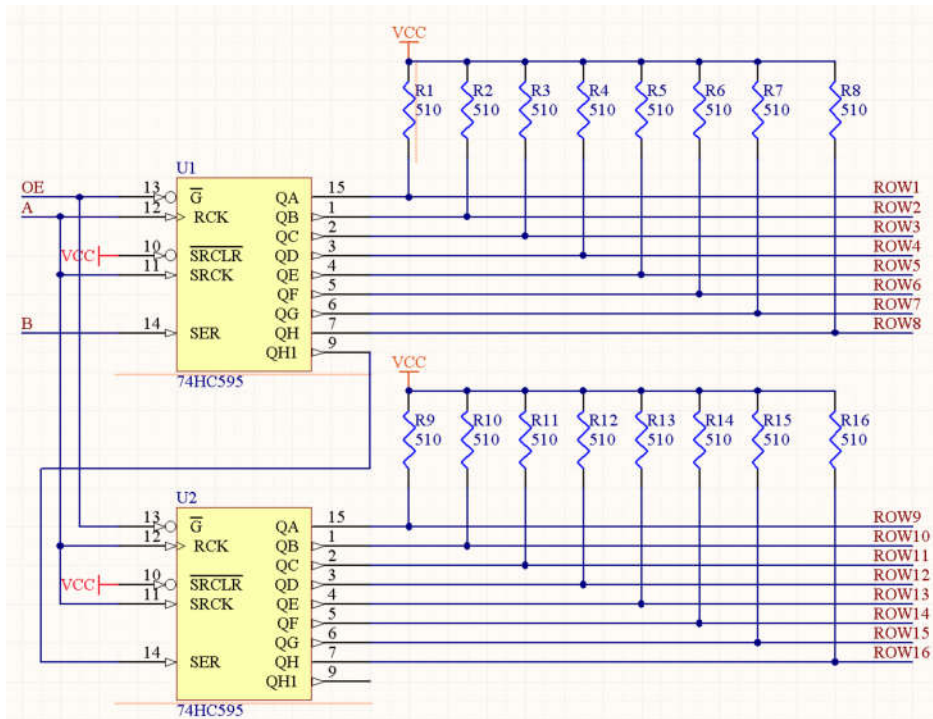 VCC
R1 R2 R3 R4 R5 R6 R7 R8
510 510 510 510 510 510 510 510
U1
OE 13 G QA 15 ROW1
A 12 RCK QB 1 ROW2
QC 2 ROW3
VCC 10 SRCLR QD 3 ROW4
11 SRCK QE 4 ROW5
QF 5 ROW6
QG 6 ROW7
B 14 SER QH 7 ROW8
QH1 9
74HC595
VCC
R9 R10 R11 R12 R13 R14 R15 R16
510 510 510 510 510 510 510 510
U2
13 G QA 15 ROW9
12 RCK QB 1 ROW10
QC 2 ROW11
VCC 10 SRCLR QD 3 ROW12
11 SRCK QE 4 ROW13
QF 5 ROW14
QG 6 ROW15
14 SER QH 7 ROW16
QH1 9
74HC595